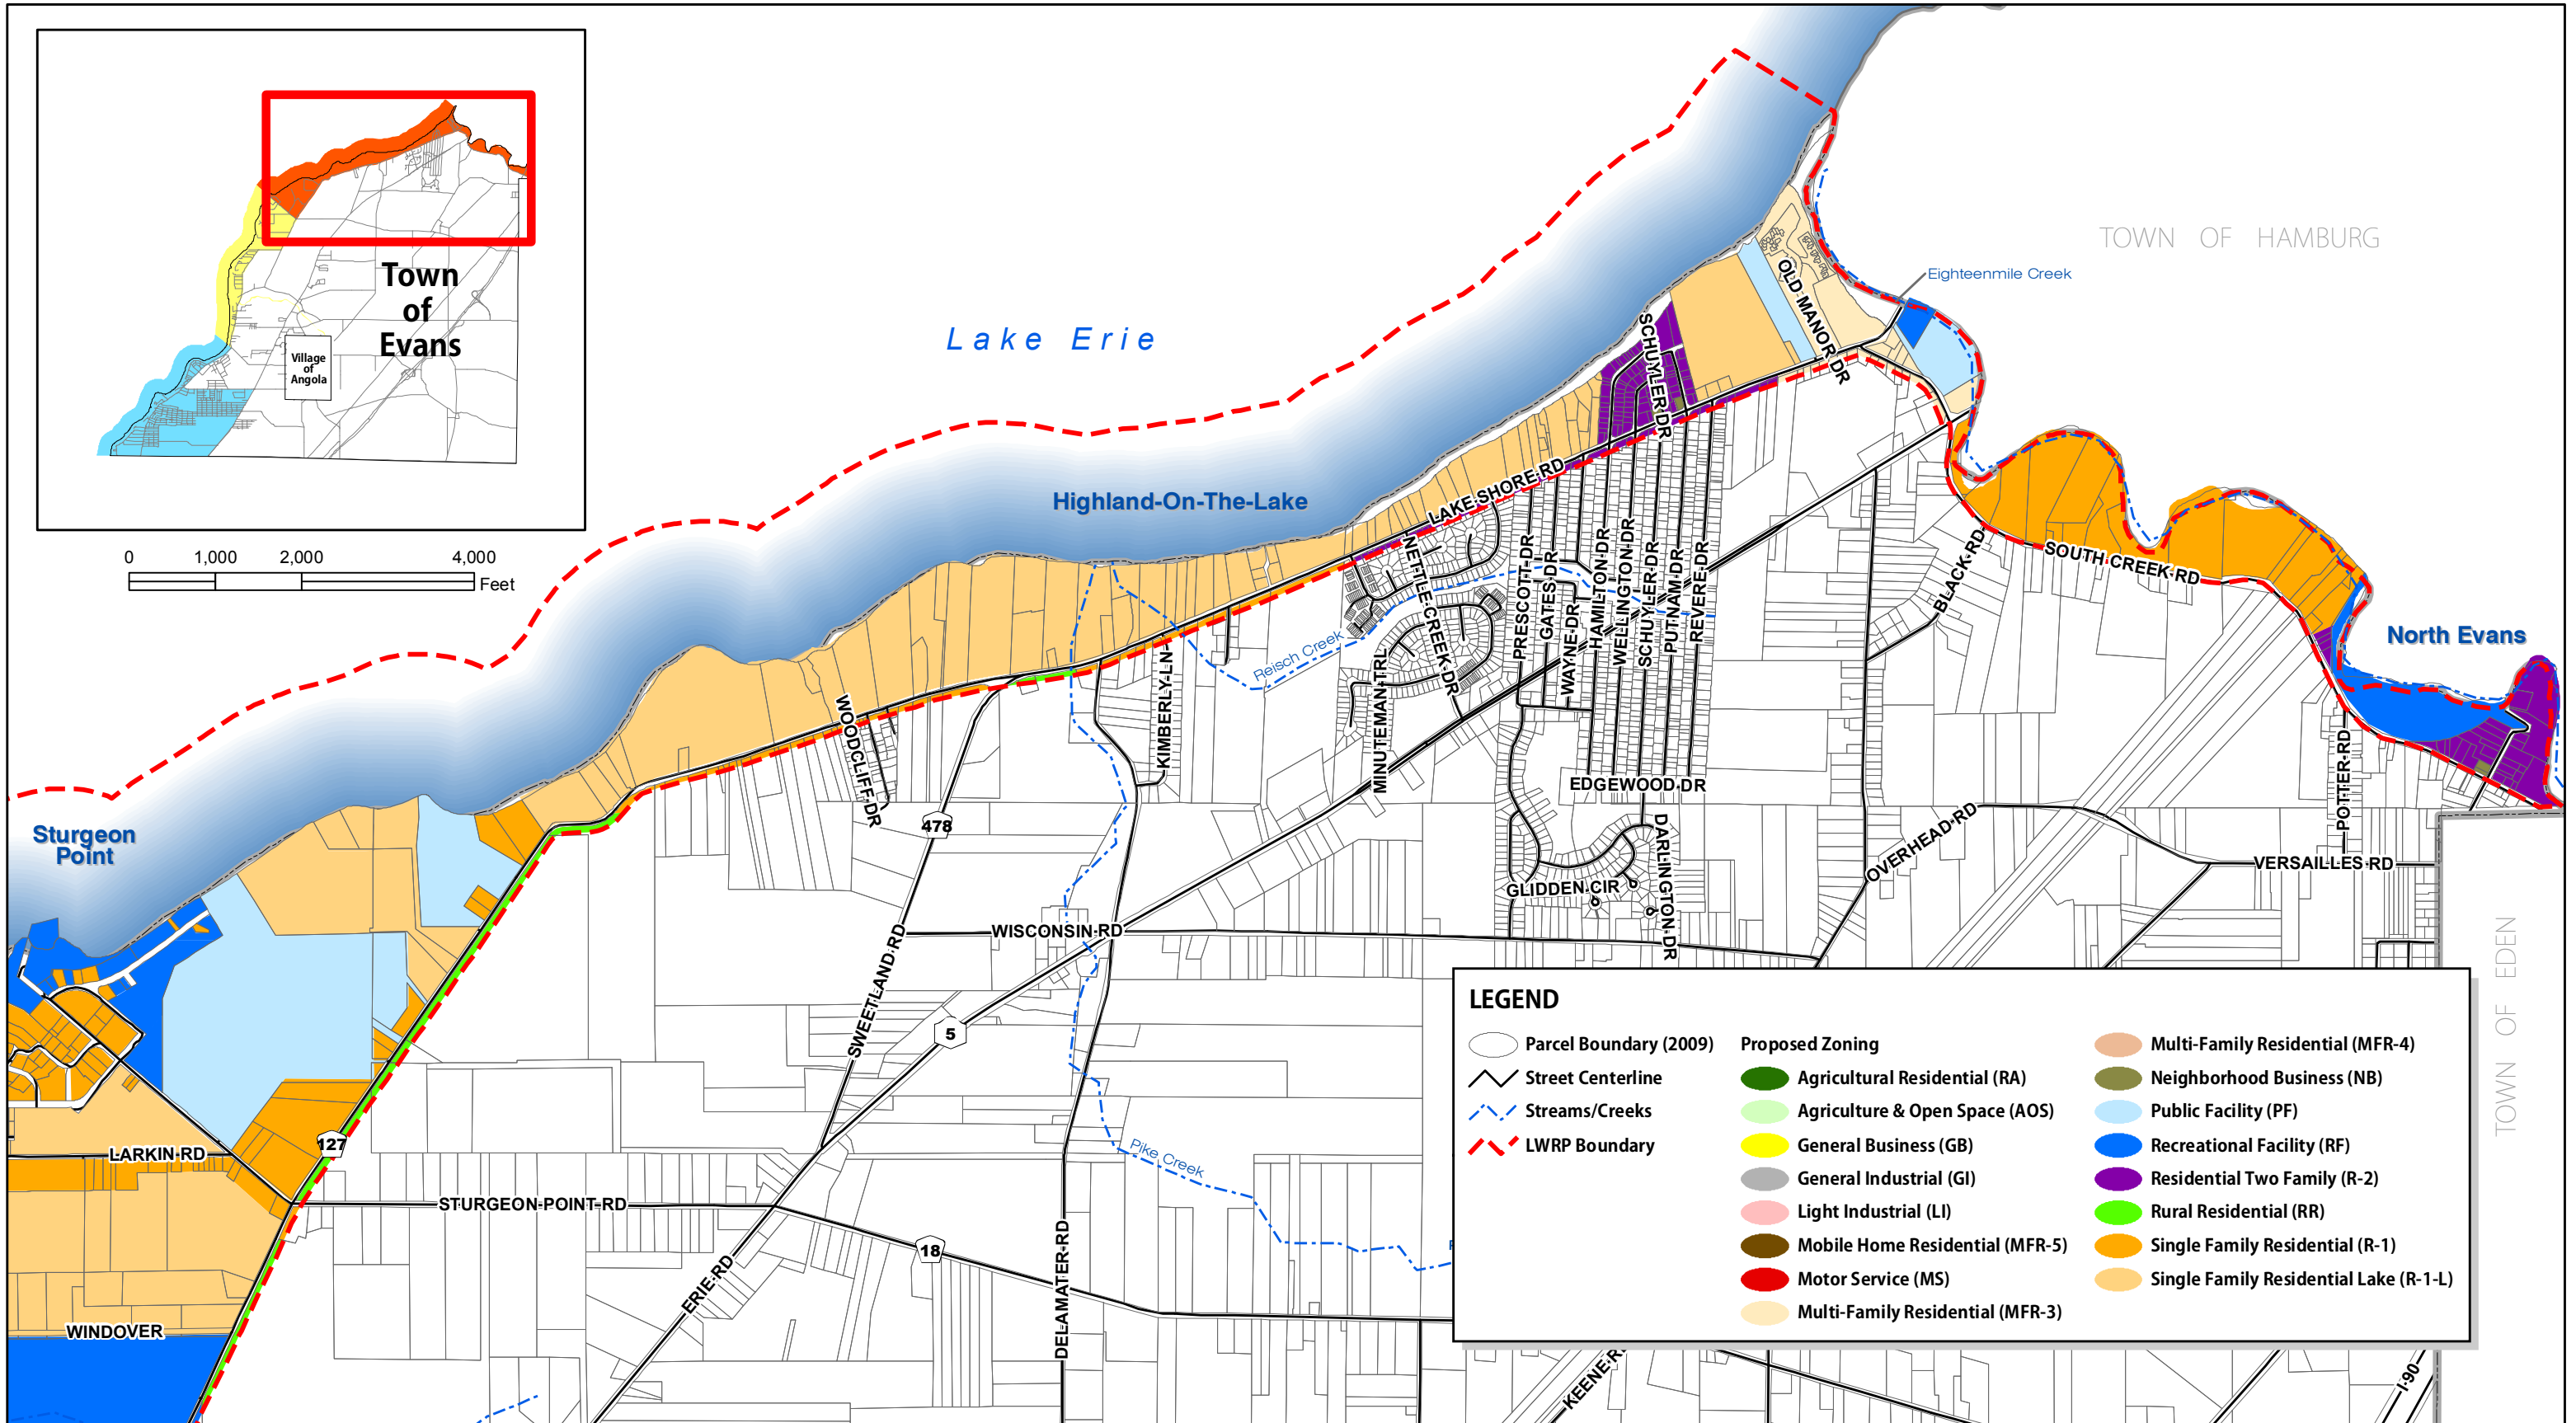 Town
of
Evans
Village
of
Angola
0 1,000 2,000 4,000
Feet
Lake Erie
TOWN OF HAMBURG
Eighteenmile Creek
OLD MANOR DR
SCHUYLER DR
Highland-On-The-Lake
LAKE SHORE RD
NETTLE CREEK DR
PRESCOTT DR
GATES DR
WAYNE DR
HAMILTON DR
WELLINGTON DR
SCHUYLER DR
PUTNAM DR
REVERE DR
BLACK RD
SOUTH CREEK RD
North Evans
Reisch Creek
KIMBERLY LN
MINUTEMAN TRL
WOODCLIFF DR
EDGEWOOD DR
POTTER RD
Sturgeon
Point
478
OVERHEAD RD
VERSAILLES RD
GLIDDEN CIR
DARLINGTON DR
WISCONSIN RD
SWEETLAND RD
5
TOWN OF EDEN
127
LARKIN RD
Pike Creek
STURGEON POINT RD
18
ERIE RD
DELAMATER RD
WINDOVER
KEENE R
I-90
LEGEND
Parcel Boundary (2009)
Street Centerline
Streams/Creeks
LWRP Boundary
Proposed Zoning
Agricultural Residential (RA)
Agriculture & Open Space (AOS)
General Business (GB)
General Industrial (GI)
Light Industrial (LI)
Mobile Home Residential (MFR-5)
Motor Service (MS)
Multi-Family Residential (MFR-3)
Multi-Family Residential (MFR-4)
Neighborhood Business (NB)
Public Facility (PF)
Recreational Facility (RF)
Residential Two Family (R-2)
Rural Residential (RR)
Single Family Residential (R-1)
Single Family Residential Lake (R-1-L)